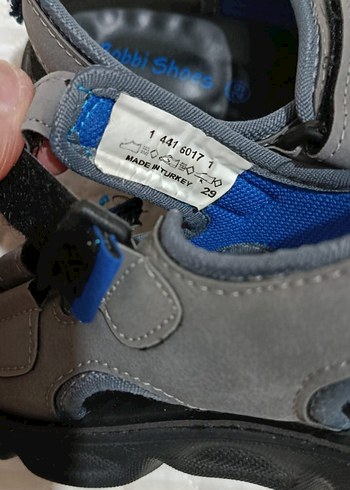 Bobbi Shoes
1 441 6017 1
MADE IN TURKEY 29